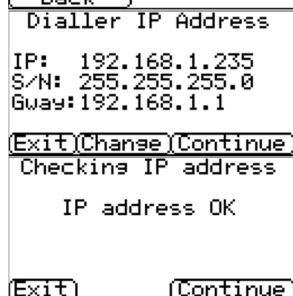 Back
Dialler IP Address
IP: 192.168.1.235
S/N: 255.255.255.0
Gway:192.168.1.1
Exit Change Continue
Checking IP address
IP address OK
Exit Continue